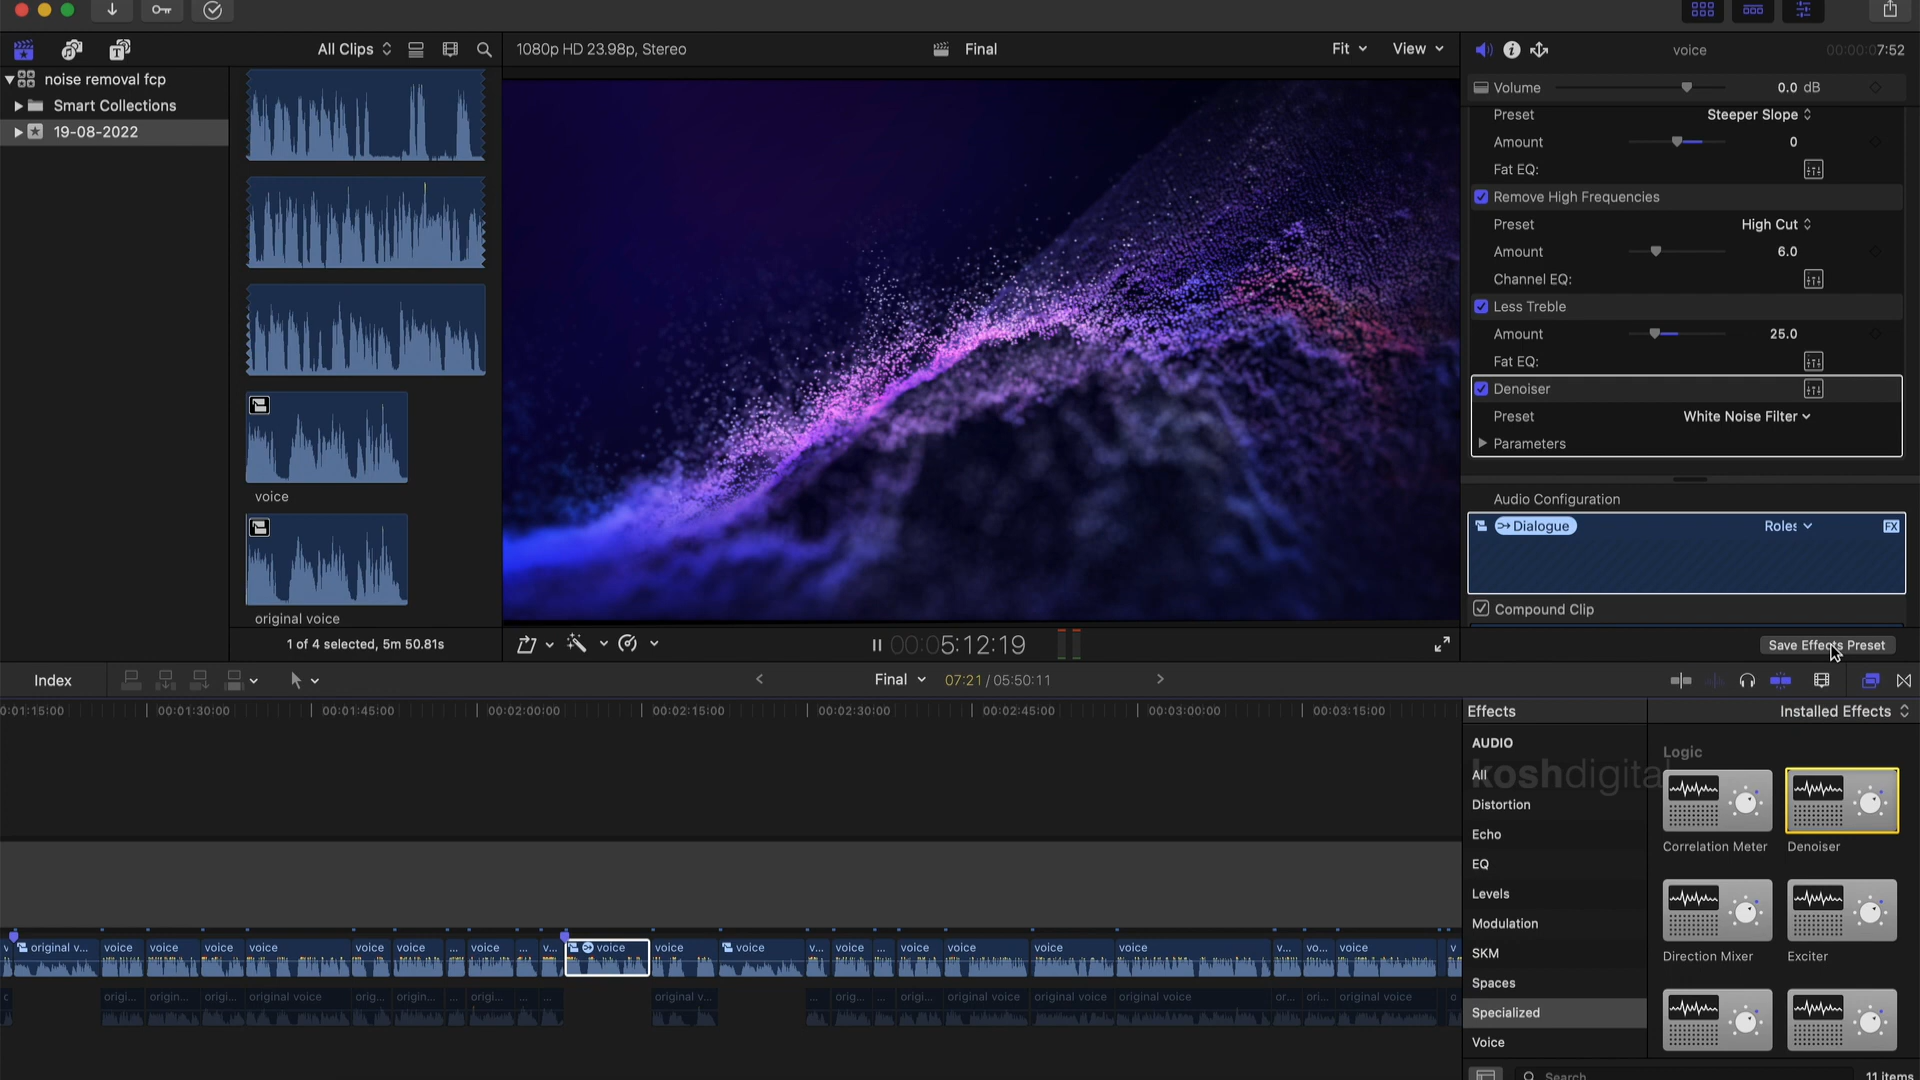 All Clips
1080p HD 23.98p, Stereo
Final
Fit
View
voice
00:00:07:52
noise removal fcp
Smart Collections
19-08-2022
voice
original voice
1 of 4 selected, 5m 50.81s
00:05:12:19
Volume
0.0 dB
Preset
Steeper Slope
Amount
0
Fat EQ:
Remove High Frequencies
Preset
High Cut
Amount
6.0
Channel EQ:
Less Treble
Amount
25.0
Fat EQ:
Denoiser
Preset
White Noise Filter
Parameters
Audio Configuration
Dialogue
Roles
FX
Compound Clip
Save Effects Preset
Index
Final
07:21 / 05:50:11
0:01:15:00
00:01:30:00
00:01:45:00
00:02:00:00
00:02:15:00
00:02:30:00
00:02:45:00
00:03:00:00
00:03:15:00
v
original v...
voice
voice
voice
voice
voice
voice
...
voice
...
v...
voice
voice
voice
v...
voice
...
voice
voice
voice
voice
v...
vo...
voice
v
origi...
origin...
origi...
original voice
orig...
origin...
...
origi...
...
...
original v...
...
orig...
...
origi...
original voice
original voice
original voice
or...
ori...
original voice
o
Effects
Installed Effects
AUDIO
All
Distortion
Echo
EQ
Levels
Modulation
SKM
Spaces
Specialized
Voice
koshdigital
Logic
Correlation Meter
Denoiser
Direction Mixer
Exciter
Search
11 items